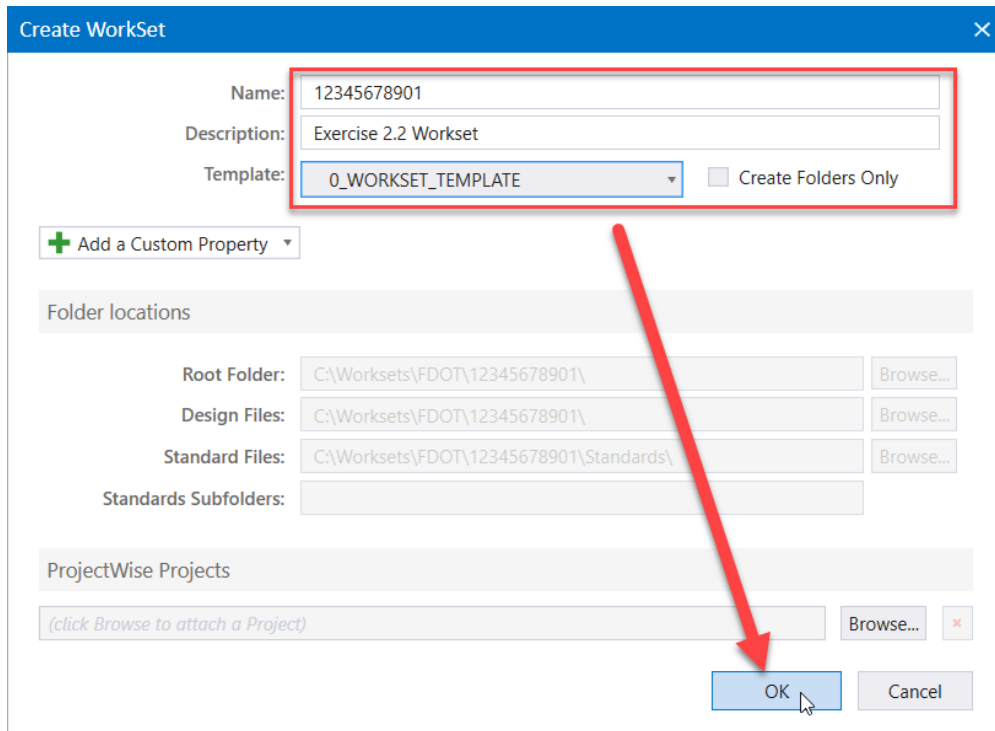 Create WorkSet
Name: 12345678901
Description: Exercise 2.2 Workset
Template: 0_WORKSET_TEMPLATE Create Folders Only
Add a Custom Property
Folder locations
Root Folder: C:\Worksets\FDOT\12345678901\ Browse...
Design Files: C:\Worksets\FDOT\12345678901\ Browse...
Standard Files: C:\Worksets\FDOT\12345678901\Standards\ Browse...
Standards Subfolders:
ProjectWise Projects
(click Browse to attach a Project) Browse...
OK Cancel